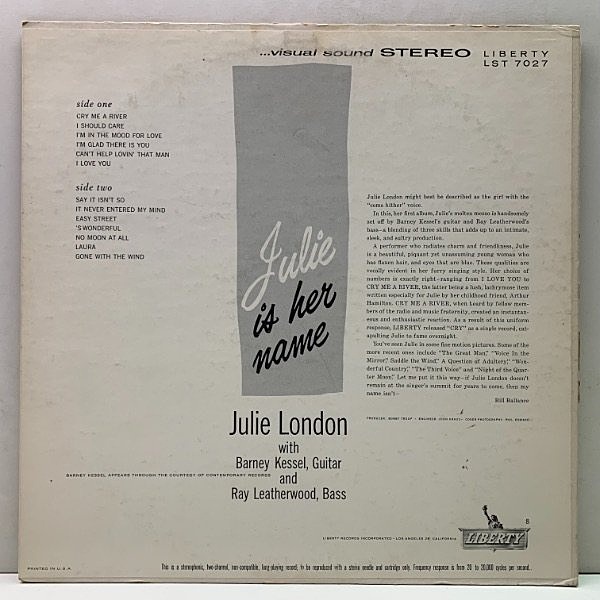 ...visual sound STEREO LIBERTY
LST 7027
side one
CRY ME A RIVER
I SHOULD CARE
I'M IN THE MOOD FOR LOVE
I'M GLAD THERE IS YOU
CAN'T HELP LOVIN' THAT MAN
I LOVE YOU
side two
SAY IT ISN'T SO
IT NEVER ENTERED MY MIND
EASY STREET
'S WONDERFUL
NO MOON AT ALL
LAURA
GONE WITH THE WIND
Julie
is her
name
Julie London might best be described as the girl with the
"come hither" voice.
In this, her first album, Julie's molten mezzo is handsomely
set off by Barney Kessel's guitar and Ray Leatherwood's
bass—a blending of three skills that adds up to an intimate,
sleek, and sultry production.
A performer who radiates charm and friendliness, Julie
is a beautiful, piquant yet unassuming young woman who
has flaxen hair, and eyes that are blue. These qualities are
vocally evident in her furry singing style. Her choice of
numbers is exactly right—ranging from I LOVE YOU to
CRY ME A RIVER, the latter being a lush, lachrymose item
written especially for Julie by her childhood friend, Arthur
Hamilton. CRY ME A RIVER, when heard by fellow mem-
bers of the radio and music fraternity, created an instantane-
ous and enthusiastic reaction. As a result of this uniform
response, LIBERTY released "CRY" as a single record, cat-
apulting Julie to fame overnight.
You've seen Julie in some fine motion pictures. Some of the
more recent ones include "The Great Man," "Voice In the
Mirror," Saddle the Wind," A Question of Adultery," "Won-
derful Country," "The Third Voice" and "Night of the Quar-
ter Moon." Let me put it this way—if Julie London doesn't
remain at the singer's summit for years to come, then my
name isn't—
Bill Ballance
PRODUCER: BOBBY TROUP • ENGINEER: JOHN KRAUS • COVER PHOTOGRAPHY: PHIL HOWARD
Julie London
with
Barney Kessel, Guitar
and
Ray Leatherwood, Bass
BARNEY KESSEL APPEARS THROUGH THE COURTESY OF CONTEMPORARY RECORDS
B
LIBERTY
LIBERTY RECORDS INCORPORATED • LOS ANGELES 28, CALIFORNIA
PRINTED IN U.S.A.
This is a stereophonic, two-channel, non-compatible, long-playing record; to be reproduced with a stereo needle and cartridge only. Frequency response is from 20 to 20,000 cycles per second.